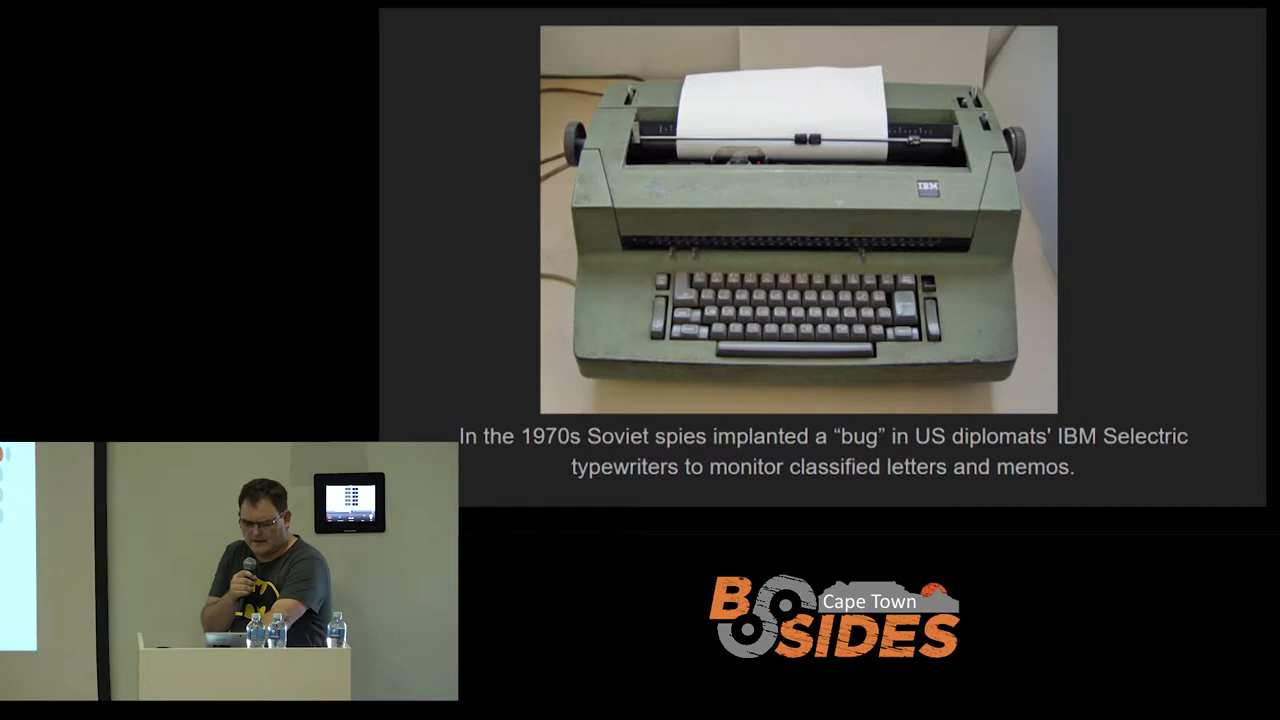 IBM
In the 1970s Soviet spies implanted a “bug” in US diplomats' IBM Selectric
typewriters to monitor classified letters and memos.
BSIDES
Cape Town